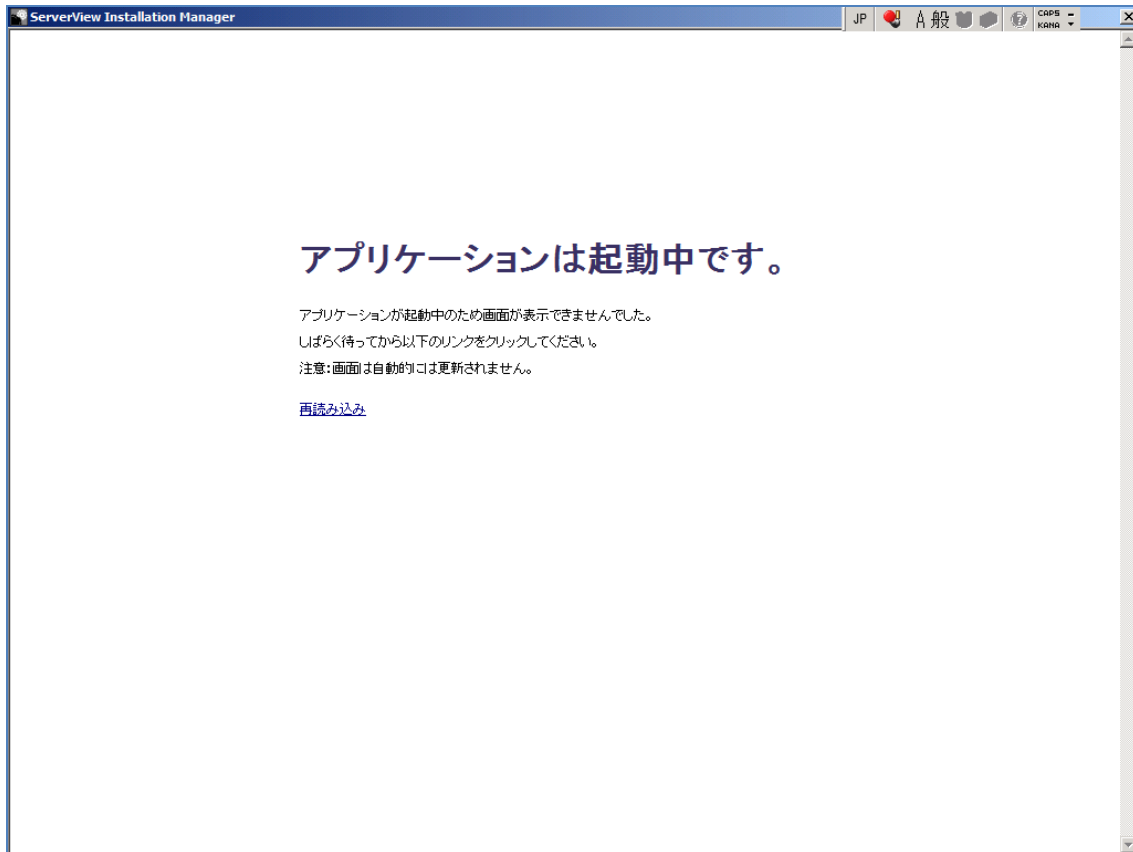 ServerView Installation Manager
JP
A 般
CAPS
KANA
アプリケーションは起動中です。
アプリケーションが起動中のため画面が表示できませんでした。
しばらく待ってから以下のリンクをクリックしてください。
注意:画面は自動的には更新されません。
再読み込み